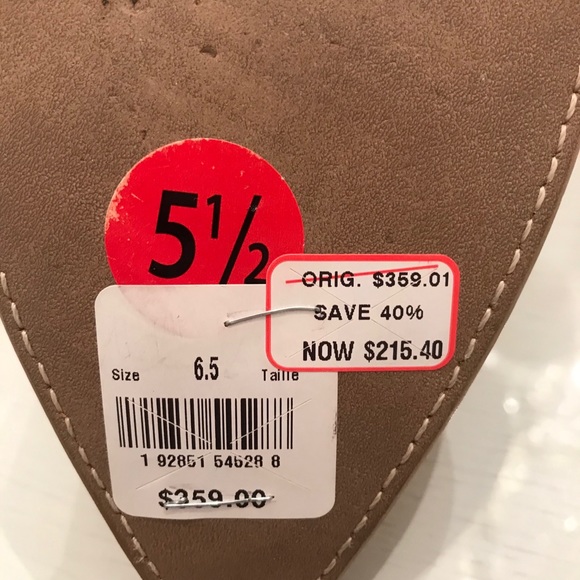 5½
ORIG. $359.01
SAVE 40%
NOW $215.40
Size 6.5 Taille
1 92851 54628 8
$359.00